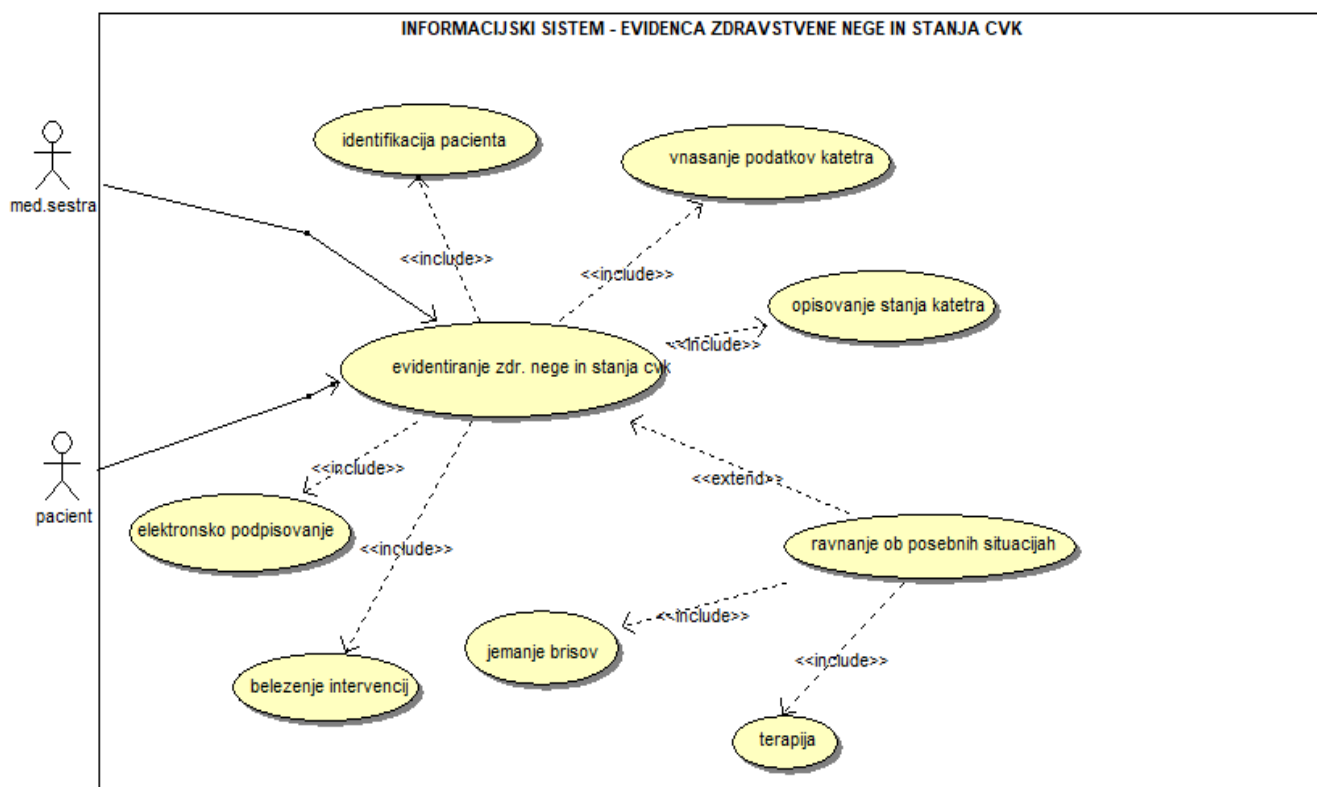 INFORMACIJSKI SISTEM - EVIDENCA ZDRAVSTVENE NEGE IN STANJA CVK
identifikacija pacienta
vnasanje podatkov katetra
med.sestra
<<include>>
<<include>>
opisovanje stanja katetra
<<include>>
evidentiranje zdr. nege in stanja cvk
<<include>>
<<extend>>
pacient
elektronsko podpisovanje
ravnanje ob posebnih situacijah
<<include>>
<<include>>
jemanje brisov
<<include>>
belezenje intervencij
terapija